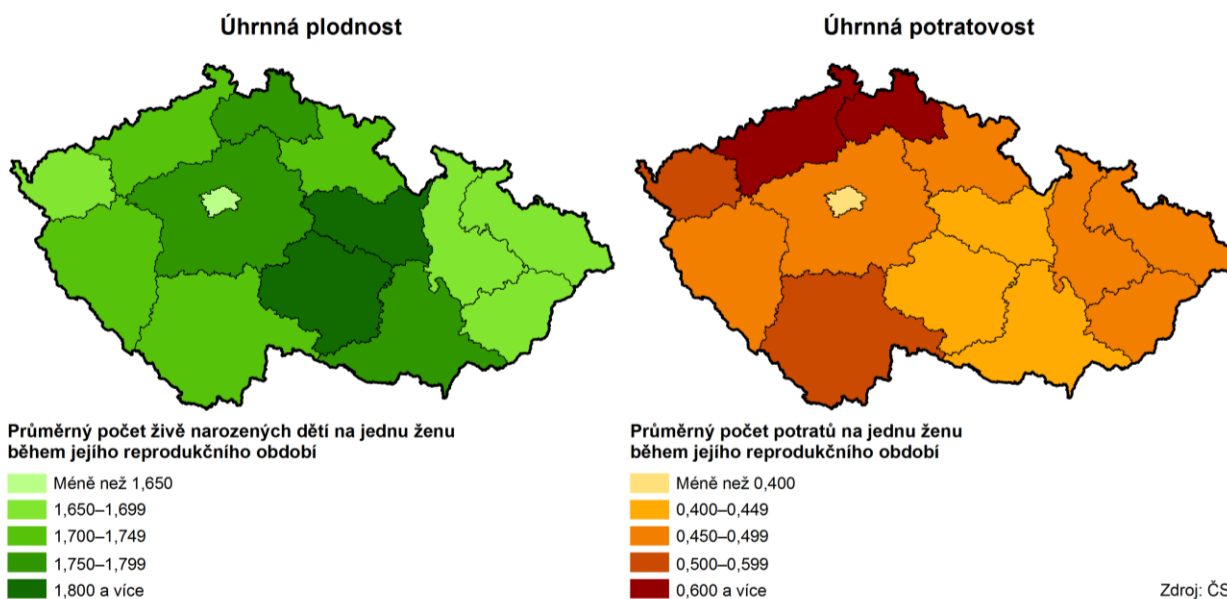 Úhrnná plodnost
Průměrný počet živě narozených dětí na jednu ženu
během jejího reprodukčního období
Méně než 1,650
1,650–1,699
1,700–1,749
1,750–1,799
1,800 a více
Úhrnná potratovost
Průměrný počet potratů na jednu ženu
během jejího reprodukčního období
Méně než 0,400
0,400–0,449
0,450–0,499
0,500–0,599
0,600 a více
Zdroj: ČS